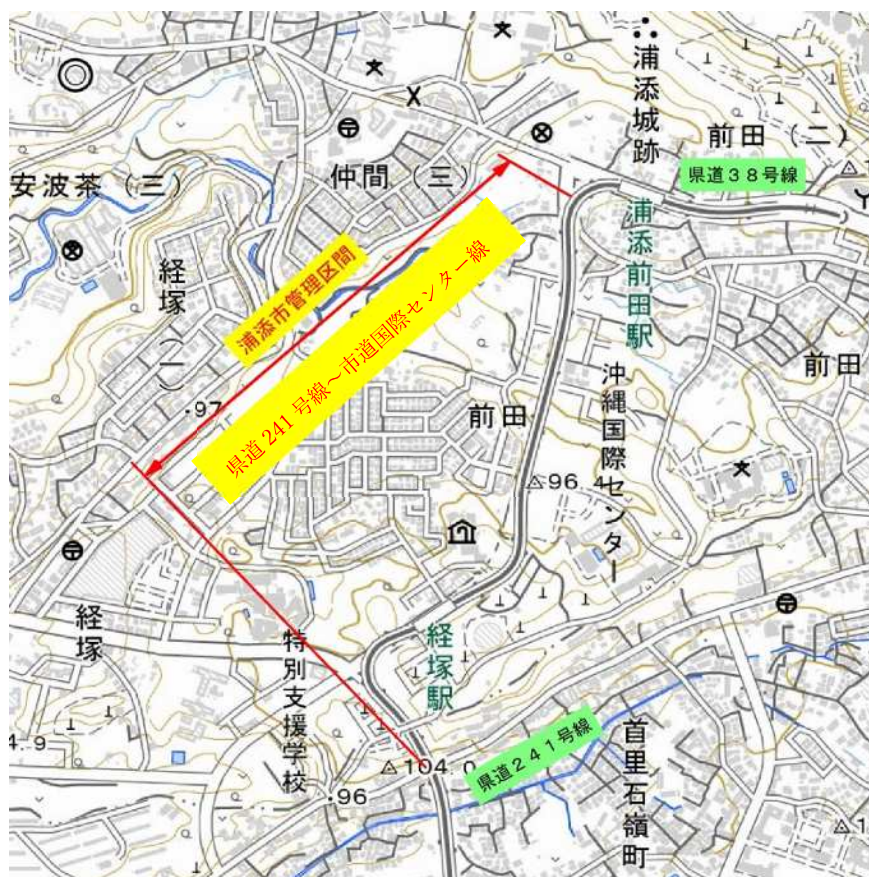 浦添城跡
前田(二)
県道38号線
仲間(三)
安波茶(三)
浦添前田駅
経塚(一)
浦添市管理区間
県道241号線~市道国際センター線
沖縄国際センター
前田
前田
・97
96.4
経塚
特別支援学校
経塚駅
4.9
104.0
・96
県道241号線
首里石嶺町